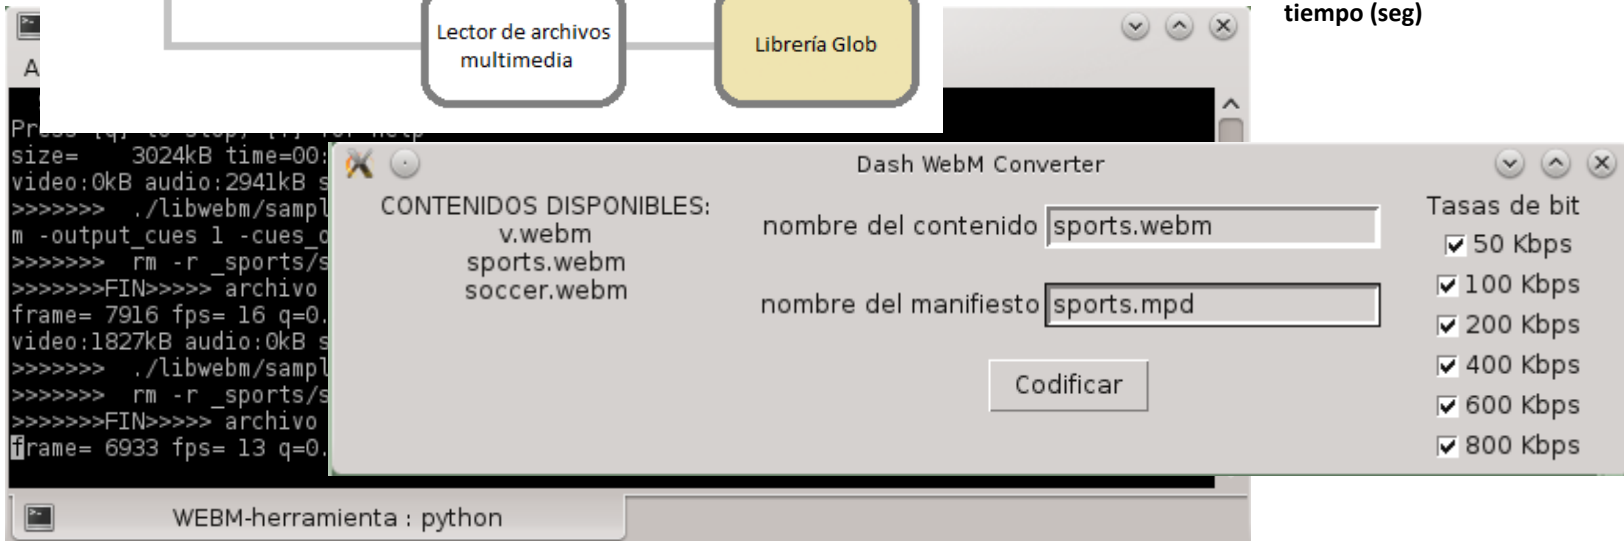 tiempo (seg)
Lector de archivos
multimedia
Librería Glob
A
size=    3024kB time=00:
video:0kB audio:2941kB s
>>>>>>>  ./libwebm/sampl
m -output_cues 1 -cues_o
>>>>>>>  rm -r _sports/s
>>>>>>>FIN>>>>> archivo
frame= 7916 fps= 16 q=0.
video:1827kB audio:0kB s
>>>>>>>  ./libwebm/sampl
>>>>>>>  rm -r _sports/s
>>>>>>>FIN>>>>> archivo
frame= 6933 fps= 13 q=0.
Dash WebM Converter
CONTENIDOS DISPONIBLES:
v.webm
sports.webm
soccer.webm
nombre del contenido sports.webm
nombre del manifiesto sports.mpd
Codificar
Tasas de bit
50 Kbps
100 Kbps
200 Kbps
400 Kbps
600 Kbps
800 Kbps
WEBM-herramienta : python